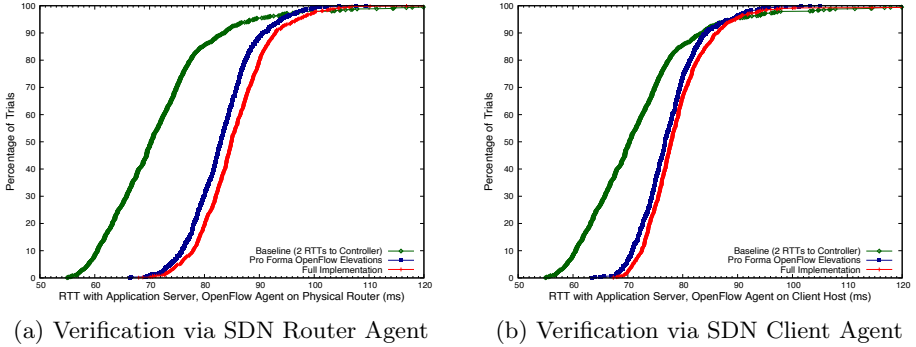 Percentage of Trials
100
90
80
70
60
50
40
30
20
10
0
50 60 70 80 90 100 110 120
Baseline (2 RTTs to Controller)
Pro Forma OpenFlow Elevations
Full Implementation
RTT with Application Server, OpenFlow Agent on Physical Router (ms)
(a) Verification via SDN Router Agent
Percentage of Trials
100
90
80
70
60
50
40
30
20
10
0
50 60 70 80 90 100 110 120
Baseline (2 RTTs to Controller)
Pro Forma OpenFlow Elevations
Full Implementation
RTT with Application Server, OpenFlow Agent on Client Host (ms)
(b) Verification via SDN Client Agent